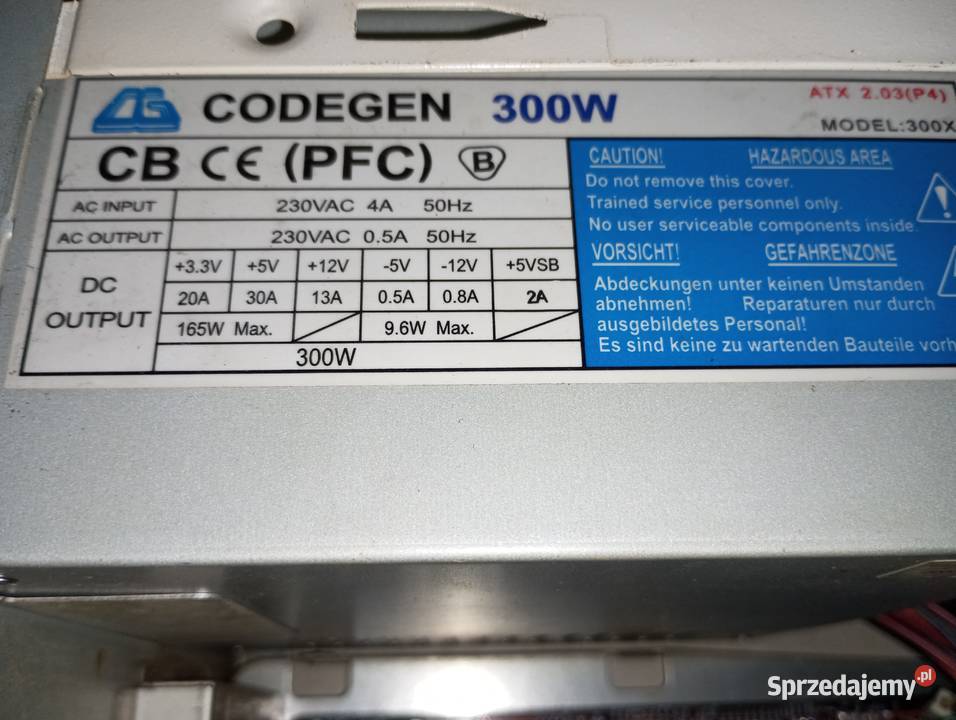 CODEGEN 300W
ATX 2.03(P4)
MODEL:300X
CB CE (PFC) B
AC INPUT 230VAC 4A 50Hz
AC OUTPUT 230VAC 0.5A 50Hz
DC OUTPUT
+3.3V +5V +12V -5V -12V +5VSB
20A 30A 13A 0.5A 0.8A 2A
165W Max. 9.6W Max.
300W
CAUTION! HAZARDOUS AREA
Do not remove this cover.
Trained service personnel only.
No user serviceable components inside.
VORSICHT! GEFAHRENZONE
Abdeckungen unter keinen Umstanden
abnehmen! Reparaturen nur durch
ausgebildetes Personal!
Es sind keine zu wartenden Bauteile vorh
Sprzedajemy.pl